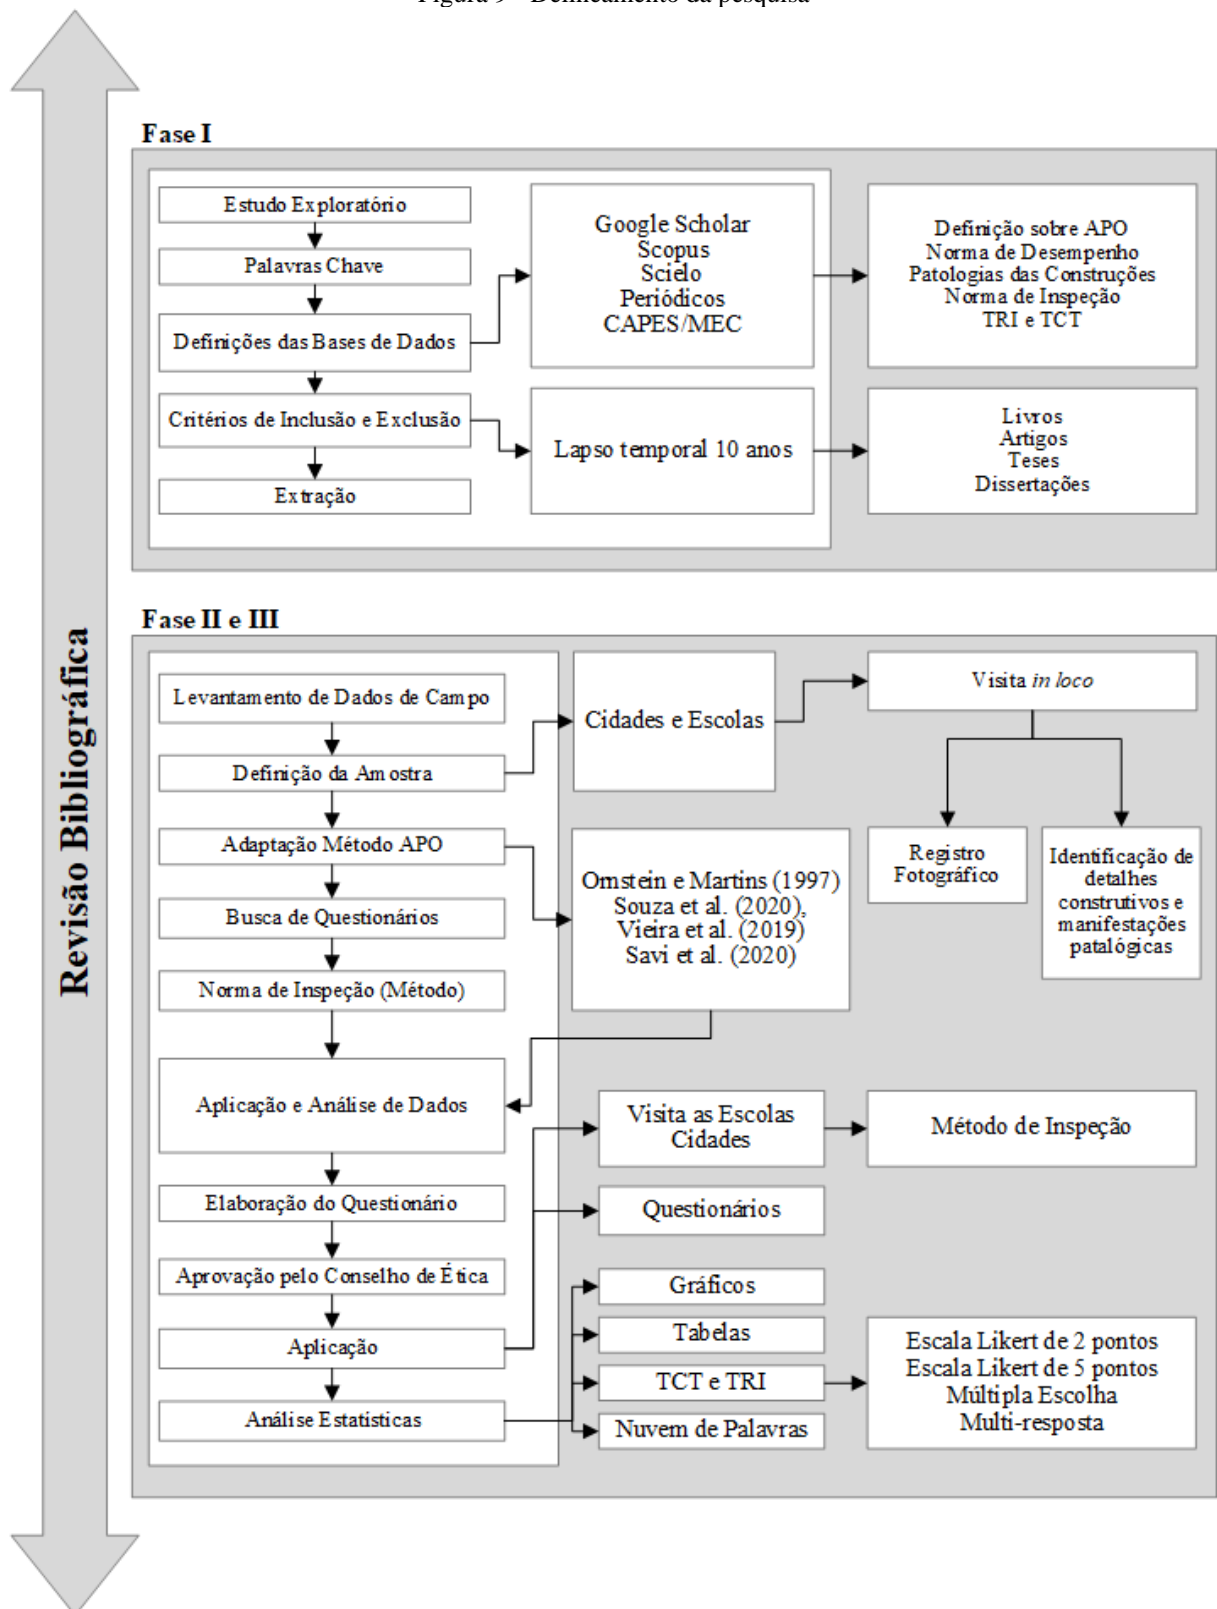 Figura 9 - Delineamento da pesquisa
Revisão Bibliográfica
Fase I
Estudo Exploratório
Palavras Chave
Definições das Bases de Dados
Critérios de Inclusão e Exclusão
Extração
Google Scholar
Scopus
Scielo
Periódicos
CAPES/MEC
Lapso temporal 10 anos
Definição sobre APO
Norma de Desempenho
Patologias das Construções
Norma de Inspeção
TRI e TCT
Livros
Artigos
Teses
Dissertações
Fase II e III
Levantamento de Dados de Campo
Definição da Amostra
Adaptação Método APO
Busca de Questionários
Norma de Inspeção (Método)
Aplicação e Análise de Dados
Elaboração do Questionário
Aprovação pelo Conselho de Ética
Aplicação
Análise Estatísticas
Cidades e Escolas
Visita in loco
Registro
Fotográfico
Identificação de
detalhes
construtivos e
manifestações
patalógicas
Ornstein e Martins (1997)
Souza et al. (2020),
Vieira et al. (2019)
Savi et al. (2020)
Visita as Escolas
Cidades
Método de Inspeção
Questionários
Gráficos
Tabelas
TCT e TRI
Nuvem de Palavras
Escala Likert de 2 pontos
Escala Likert de 5 pontos
Múltipla Escolha
Multi-resposta